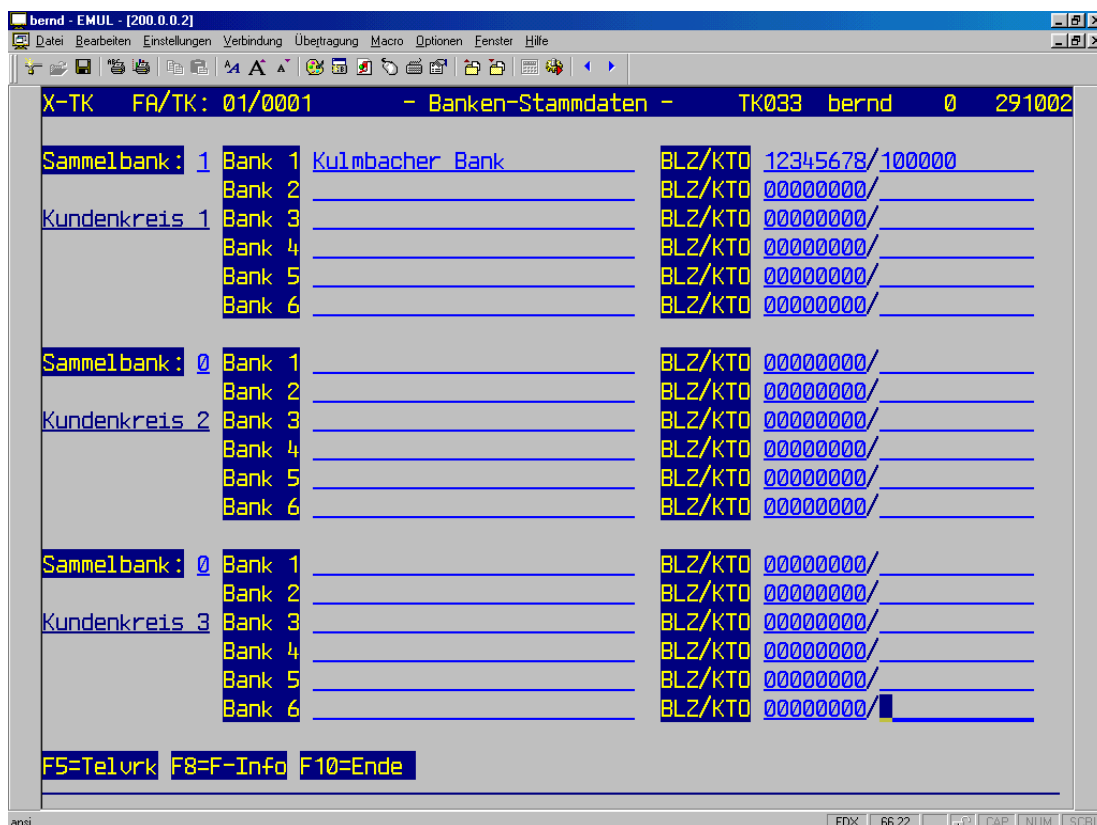 bernd - EMUL - [200.0.0.2]
Datei Bearbeiten Einstellungen Verbindung Übertragung Macro Optionen Fenster Hilfe
X-TK FA/TK: 01/0001 - Banken-Stammdaten - TK033 bernd 0 291002
Sammelbank: 1 Bank 1 Kulmbacher Bank BLZ/KTO 12345678/100000
Bank 2 BLZ/KTO 00000000/
Kundenkreis 1 Bank 3 BLZ/KTO 00000000/
Bank 4 BLZ/KTO 00000000/
Bank 5 BLZ/KTO 00000000/
Bank 6 BLZ/KTO 00000000/
Sammelbank: 0 Bank 1 BLZ/KTO 00000000/
Bank 2 BLZ/KTO 00000000/
Kundenkreis 2 Bank 3 BLZ/KTO 00000000/
Bank 4 BLZ/KTO 00000000/
Bank 5 BLZ/KTO 00000000/
Bank 6 BLZ/KTO 00000000/
Sammelbank: 0 Bank 1 BLZ/KTO 00000000/
Bank 2 BLZ/KTO 00000000/
Kundenkreis 3 Bank 3 BLZ/KTO 00000000/
Bank 4 BLZ/KTO 00000000/
Bank 5 BLZ/KTO 00000000/
Bank 6 BLZ/KTO 00000000/
F5=Telvrk F8=F-Info F10=Ende
ansi FDX 66,22 CAP NUM SCRL